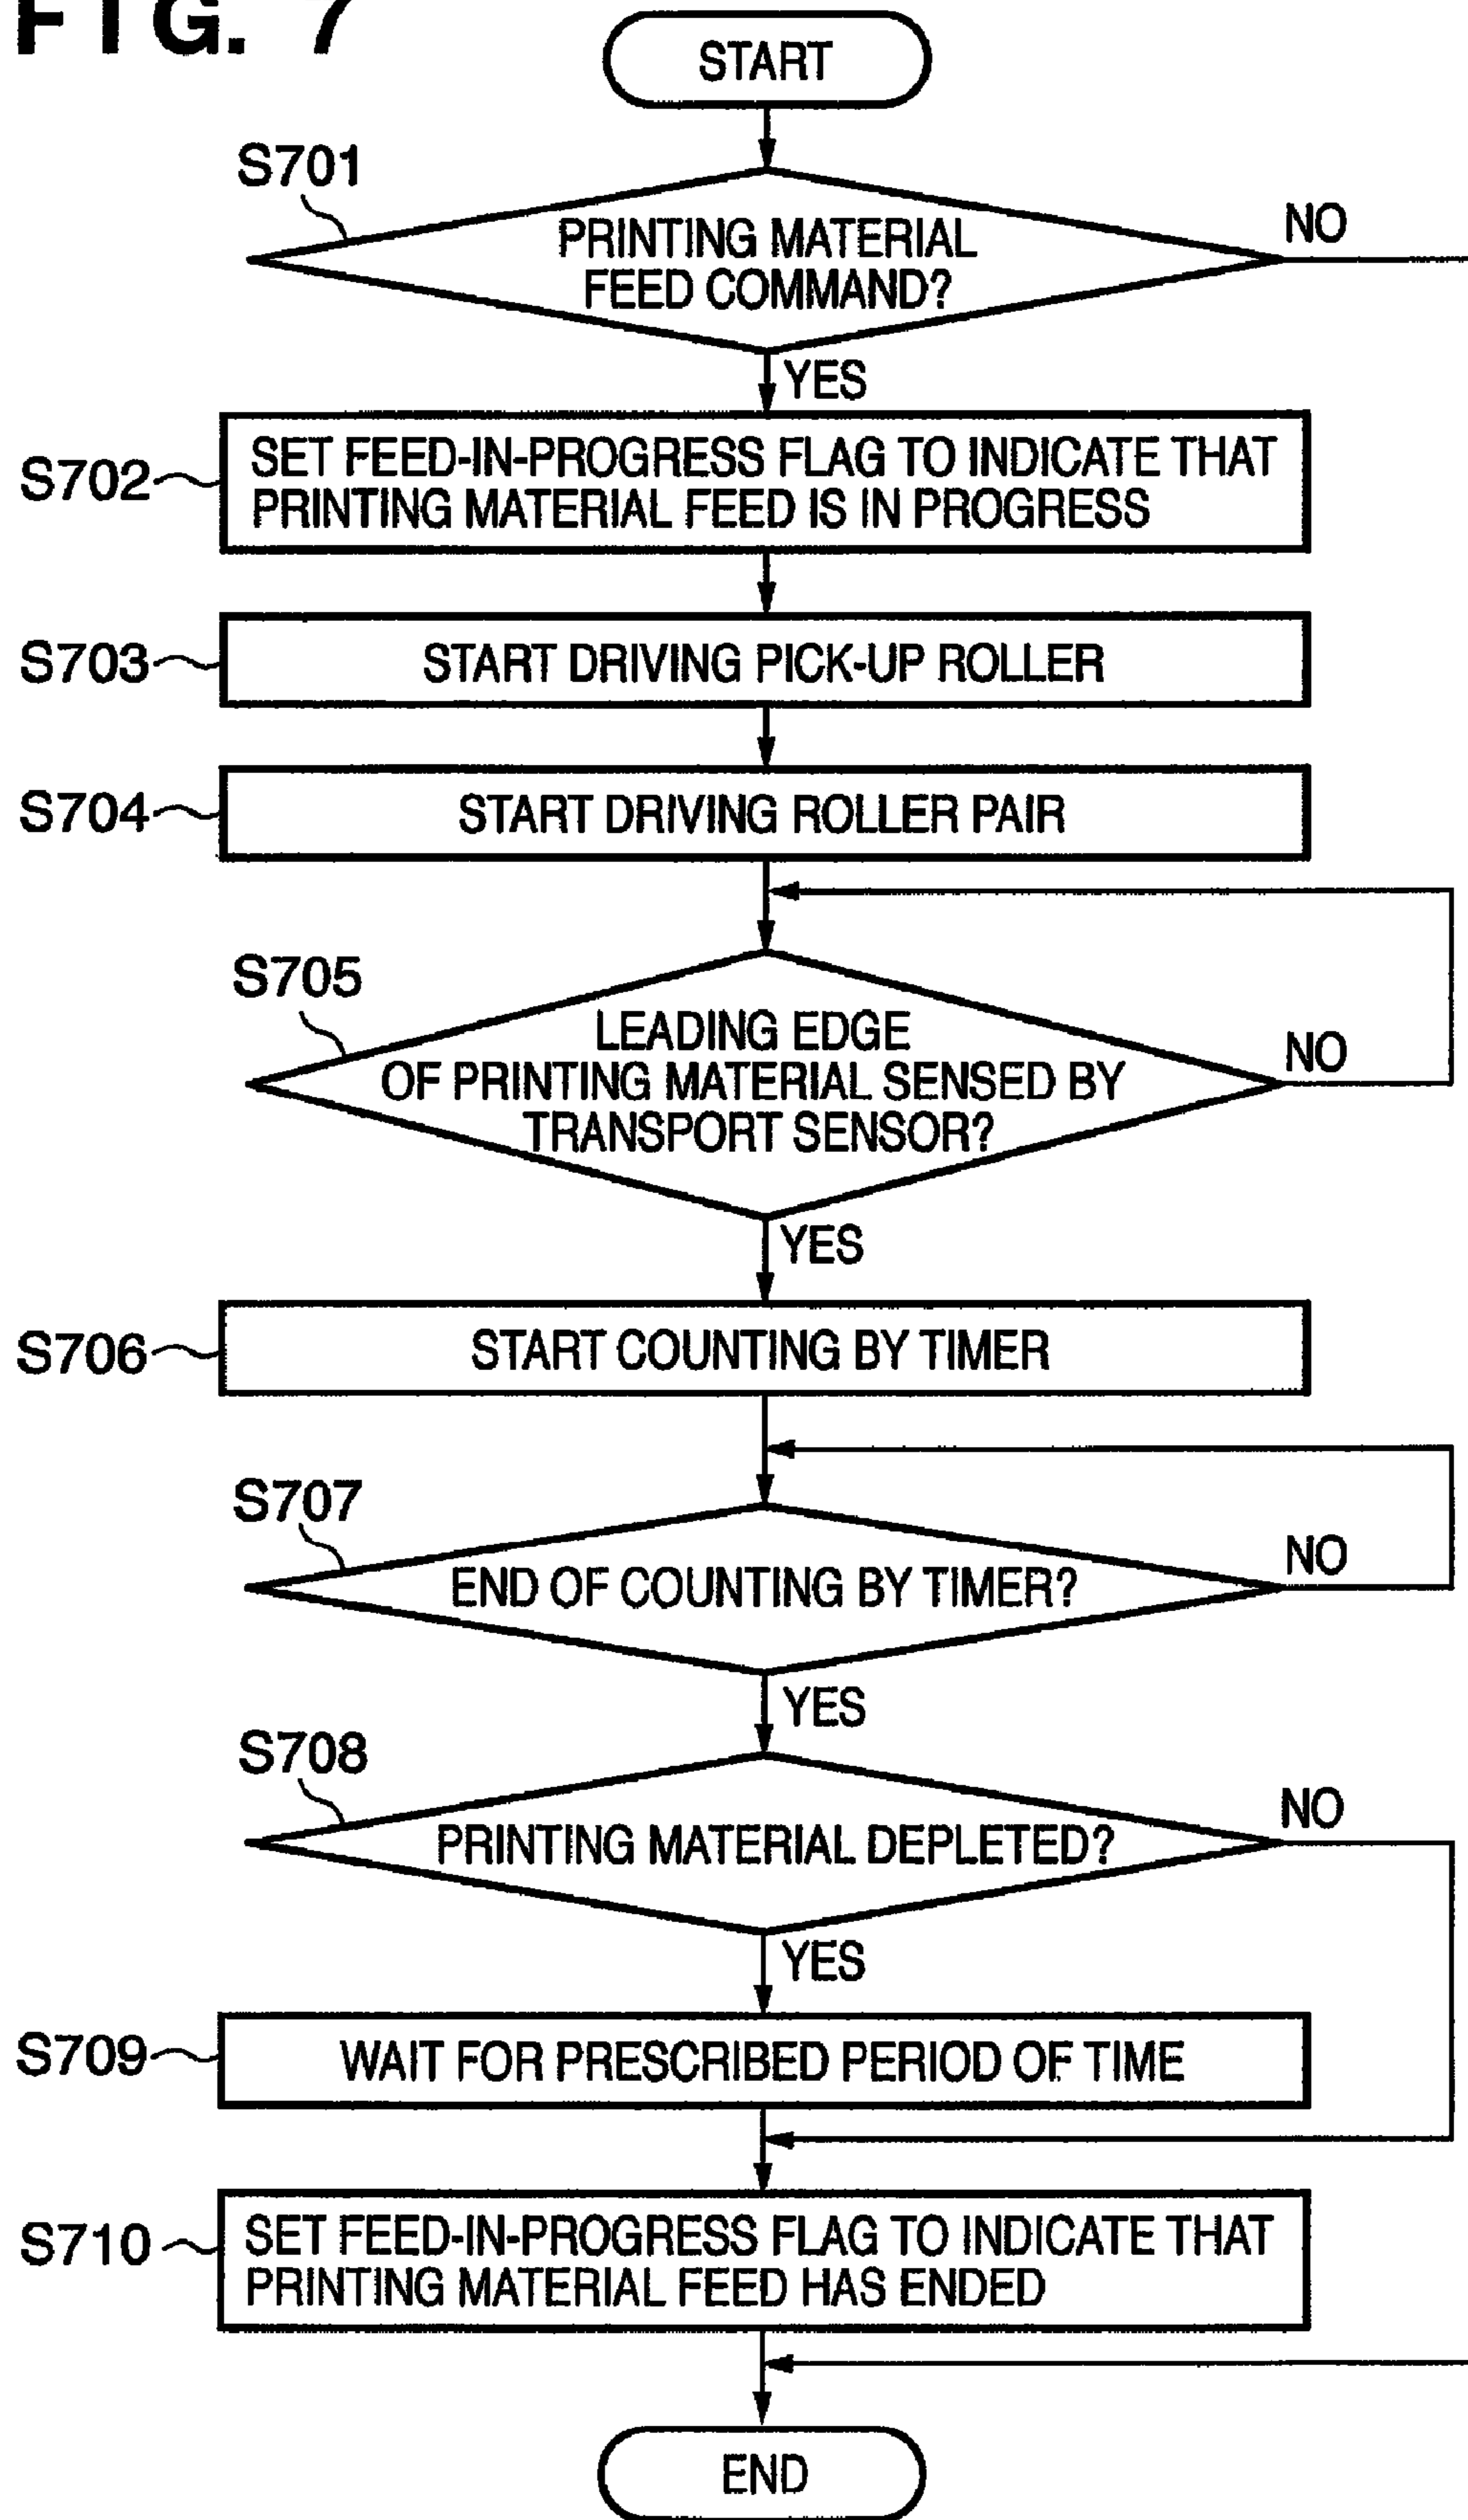 FIG. 7
START
S701
PRINTING MATERIAL
FEED COMMAND?
NO
YES
S702
SET FEED-IN-PROGRESS FLAG TO INDICATE THAT
PRINTING MATERIAL FEED IS IN PROGRESS
S703
START DRIVING PICK-UP ROLLER
S704
START DRIVING ROLLER PAIR
S705
LEADING EDGE
OF PRINTING MATERIAL SENSED BY
TRANSPORT SENSOR?
NO
YES
S706
START COUNTING BY TIMER
S707
END OF COUNTING BY TIMER?
NO
YES
S708
PRINTING MATERIAL DEPLETED?
NO
YES
S709
WAIT FOR PRESCRIBED PERIOD OF TIME
S710
SET FEED-IN-PROGRESS FLAG TO INDICATE THAT
PRINTING MATERIAL FEED HAS ENDED
END